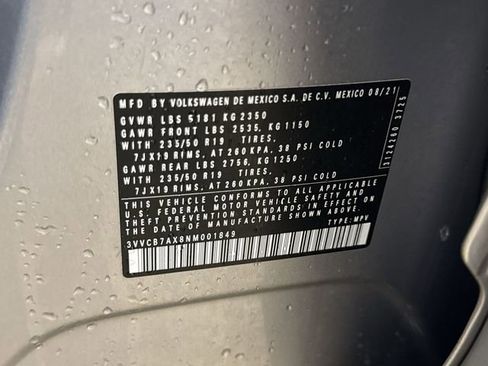 MFD BY VOLKSWAGEN DE MEXICO S.A. DE C.V. MEXICO 08/21
GVWR LBS 5181 KG 2350
GAWR FRONT LBS 2535, KG 1150
WITH 235/50 R19 TIRES,
7JX19 RIMS, AT 260 KPA, 38 PSI COLD
GAWR REAR LBS 2756, KG 1250
WITH 235/50 R19 TIRES,
7JX19 RIMS, AT 260 KPA, 38 PSI COLD
THIS VEHICLE CONFORMS TO ALL APPLICABLE
U.S. FEDERAL MOTOR VEHICLE SAFETY AND
THEFT PREVENTION STANDARDS IN EFFECT ON
THE DATE OF MANUFACTURE SHOWN ABOVE
3VVCB7AX8NM001849 TYPE: MPV
3124260 3725